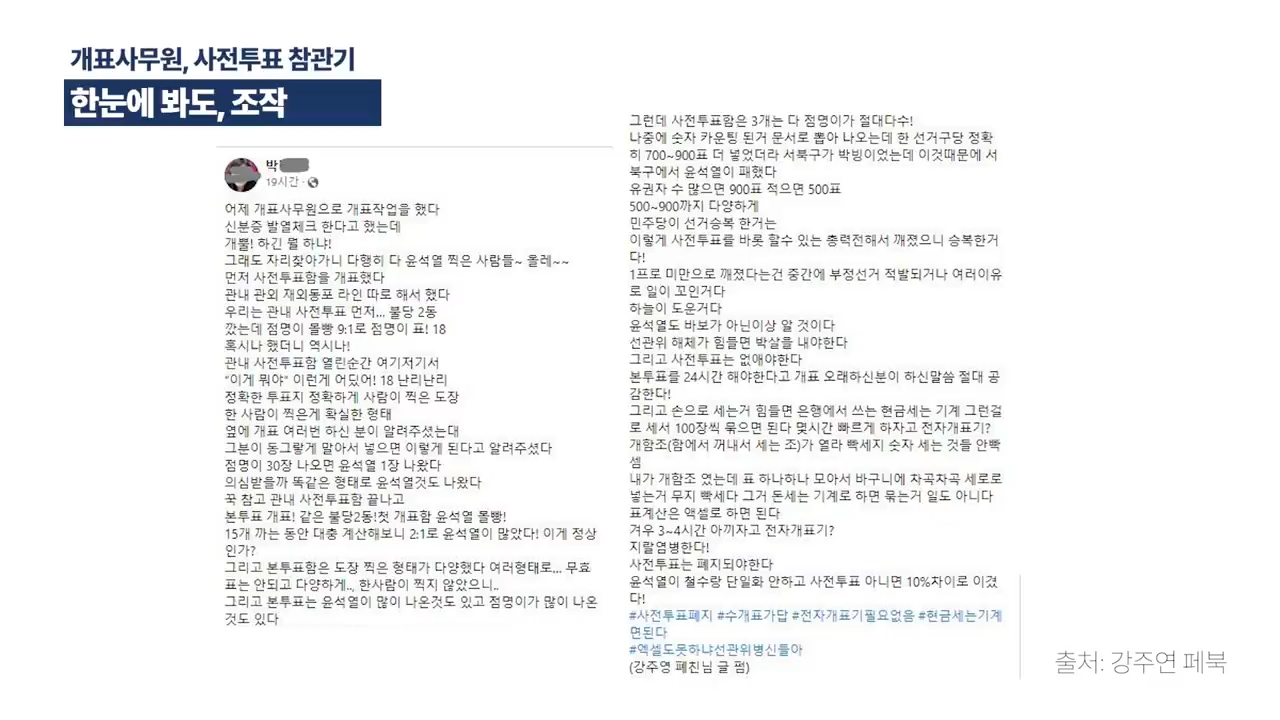 개표사무원, 사전투표 참관기
한눈에 봐도, 조작
박
19시간 ·
어제 개표사무원으로 개표작업을 했다
신분증 발열체크 한다고 했는데
개뿔! 하긴 뭘 하냐!
그래도 자리찾아가니 다행히 다 윤석열 찍은 사람들~ 올레~~
먼저 사전투표함을 개표했다
관내 관외 재외동포 라인 따로 해서 했다
우리는 관내 사전투표 먼저... 불당 2동
깠는데 점명이 몰빵 9:1로 점명이 표! 18
혹시나 했더니 역시나!
관내 사전투표함 열린순간 여기저기서
"이게 뭐야" 이런게 어딨어! 18 난리난리
정확한 투표지 정확하게 사람이 찍은 도장
한 사람이 찍은게 확실한 형태
옆에 개표 여러번 하신 분이 알려주셨는대
그분이 동그랗게 말아서 넣으면 이렇게 된다고 알려주셨다
점명이 30장 나오면 윤석열 1장 나왔다
의심받을까 똑같은 형태로 윤석열것도 나왔다
꾹 참고 관내 사전투표함 끝나고
본투표 개표! 같은 불당2동!첫 개표함 윤석열 몰빵!
15개 까는 동안 대충 계산해보니 2:1로 윤석열이 많았다! 이게 정상
인가?
그리고 본투표함은 도장 찍은 형태가 다양했다 여러형태로... 무효
표는 안되고 다양하게.., 한사람이 찍지 않았으니..
그리고 본투표는 윤석열이 많이 나온것도 있고 점명이가 많이 나온
것도 있다
그런데 사전투표함은 3개는 다 점명이가 절대다수!
나중에 숫자 카운팅 된거 문서로 뽑아 나오는데 한 선거구당 정확
히 700~900표 더 넣었더라 서북구가 박빙이었는데 이것때문에 서
북구에서 윤석열이 패했다
유권자 수 많으면 900표 적으면 500표
500~900까지 다양하게
민주당이 선거승복 한거는
이렇게 사전투표를 바롯 할수 있는 총력전해서 깨졌으니 승복한거
다!
1프로 미만으로 깨졌다는건 중간에 부정선거 적발되거나 여러이유
로 일이 꼬인거다
하늘이 도운거다
윤석열도 바보가 아닌이상 알 것이다
선관위 해체가 힘들면 박살을 내야한다
그리고 사전투표는 없애야한다
본투표를 24시간 해야한다고 개표 오래하신분이 하신말씀 절대 공
감한다!
그리고 손으로 세는거 힘들면 은행에서 쓰는 현금세는 기계 그런걸
로 세서 100장씩 묶으면 된다 몇시간 빠르게 하자고 전자개표기?
개함조(함에서 꺼내서 세는 조)가 열라 빡세지 숫자 세는 것들 안빡
셈
내가 개함조 였는데 표 하나하나 모아서 바구니에 차곡차곡 세로로
넣는거 무지 빡세다 그거 돈세는 기계로 하면 묶는거 일도 아니다
표계산은 액셀로 하면 된다
겨우 3~4시간 아끼자고 전자개표기?
지랄염병한다!
사전투표는 폐지되야한다
윤석열이 철수랑 단일화 안하고 사전투표 아니면 10%차이로 이겼
다!
#사전투표폐지 #수개표가답 #전자개표기필요없음 #현금세는기계
면된다
#액셀도못하냐선관위병신들아
(강주영 폐친님 글 펌)
출처: 강주연 페북